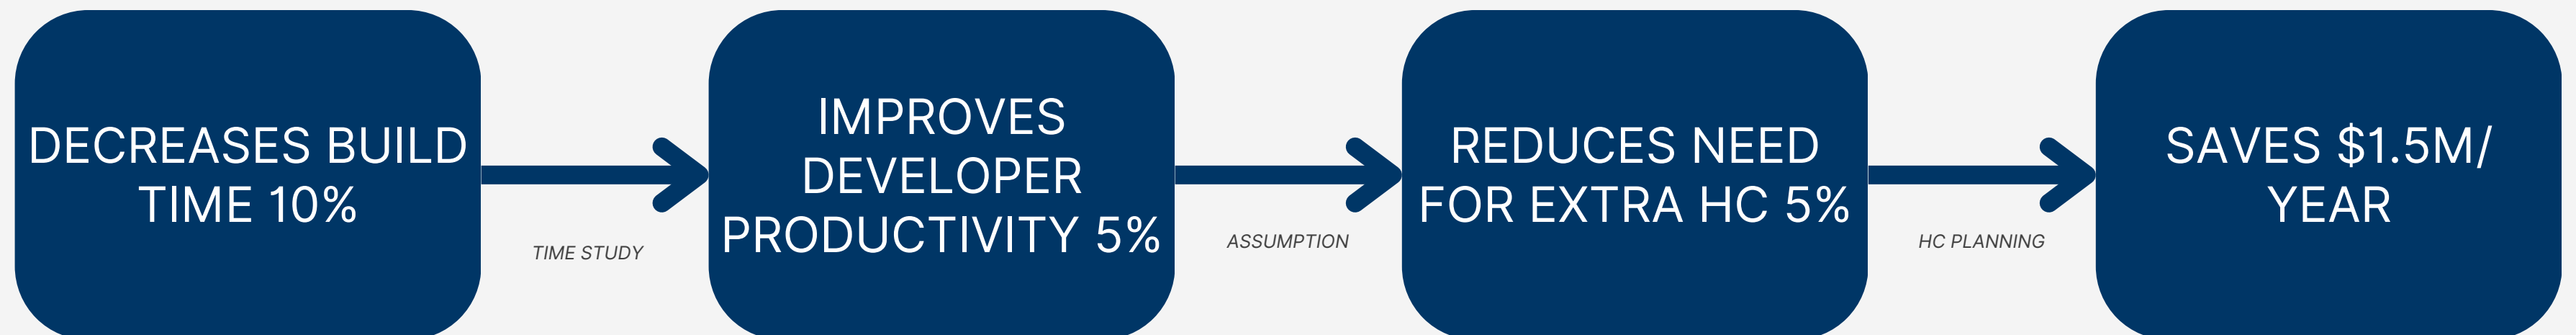 DECREASES BUILD
TIME 10%
TIME STUDY
IMPROVES
DEVELOPER
PRODUCTIVITY 5%
ASSUMPTION
REDUCES NEED
FOR EXTRA HC 5%
HC PLANNING
SAVES $1.5M/
YEAR